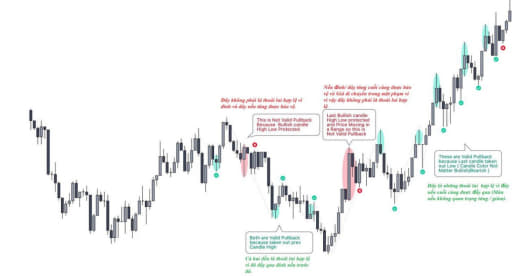 Đây không phải là thoái lui hợp lệ vì
đỉnh và đáy nến tăng được bảo vệ
This is Not Valid Pullback
Because Bullish candle
High Low Protected
Nến đỉnh/ đáy tăng cuối cùng được bảo
vệ và Giá di chuyển trong một phạm vi
vì vậy đây không phải là thoái lui hợp
lệ
Last Bullish candle
High Low protected
and Price Moving in
a Range so this is
Not Valid Pullback
These are Valid Pullback
because Last candle taken
out Low ( Candle Color Not
Matter Bullish/Bearish )
Đây là những thoái lui hợp lệ vì đáy
nến cuối cùng được đẩy qua (Màu
nến không quan trọng tăng / giảm)
Both are Valid Pullback
because taken out prev
Candle High
Cả hai đều là thoái lui hợp lệ
vì đã đẩy qua đỉnh nến trước
đó.